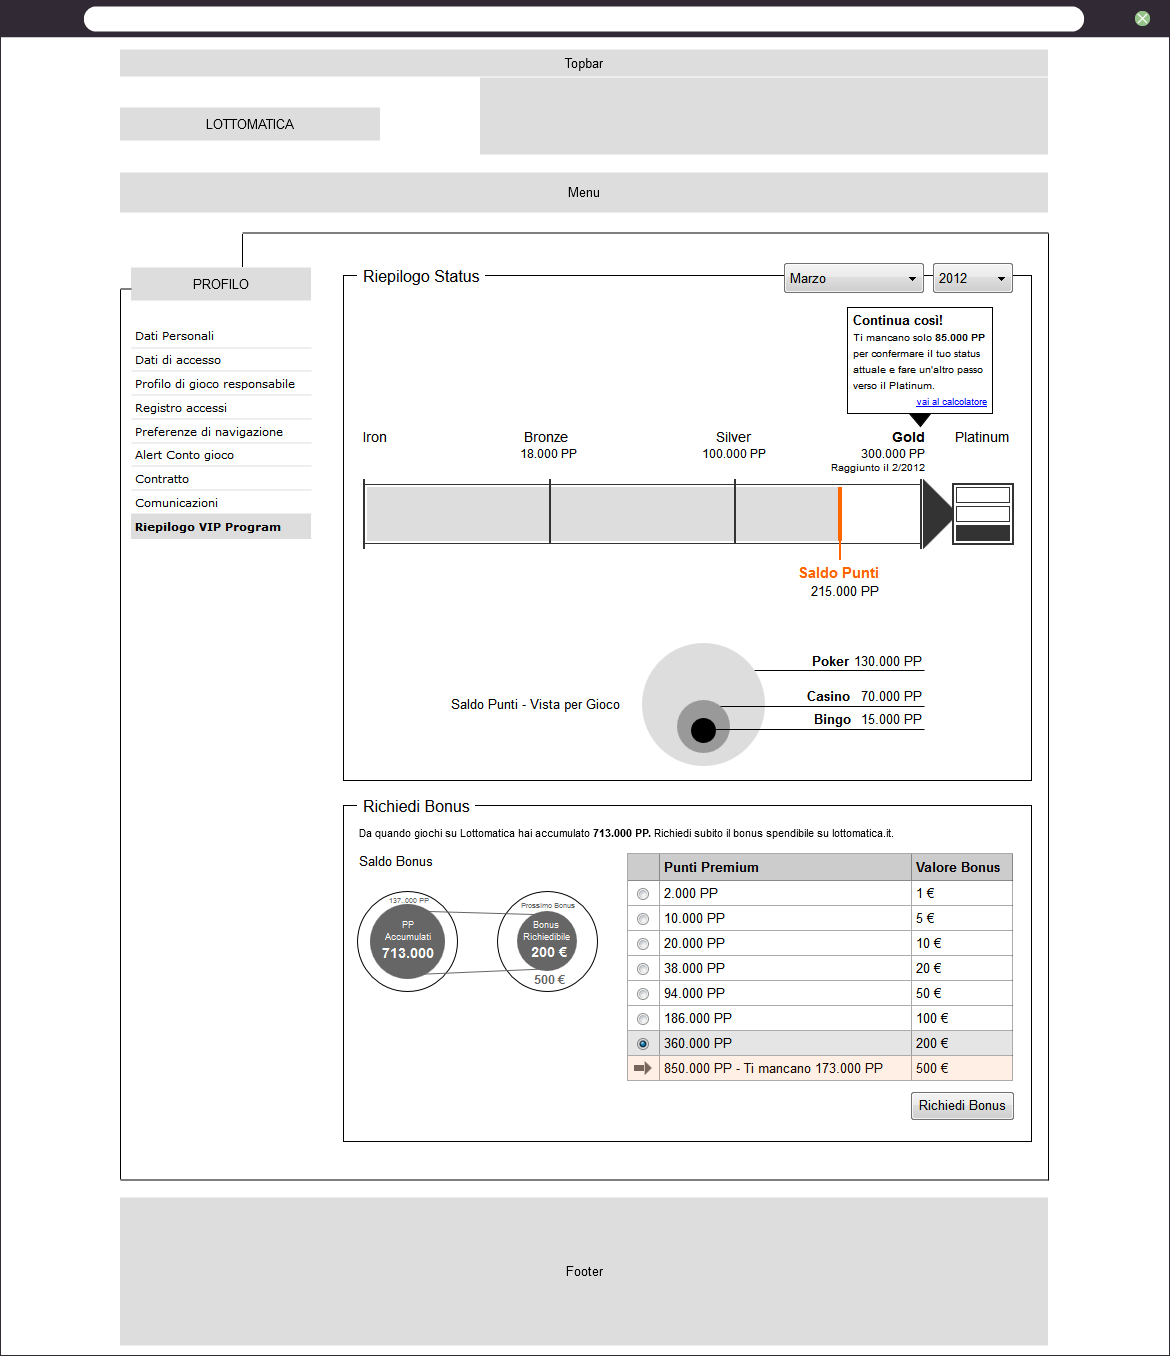 Topbar
LOTTOMATICA
Menu
PROFILO
Dati Personali
Dati di accesso
Profilo di gioco responsabile
Registro accessi
Preferenze di navigazione
Alert Conto gioco
Contratto
Comunicazioni
Riepilogo VIP Program
Riepilogo Status
Marzo
2012
Continua così!
Ti mancano solo 85.000 PP
per confermare il tuo status
attuale e fare un'altro passo
verso il Platinum.
vai al calcolatore
Iron
Bronze
18.000 PP
Silver
100.000 PP
Gold
300.000 PP
Raggiunto il 2/2012
Platinum
Saldo Punti
215.000 PP
Saldo Punti - Vista per Gioco
Poker 130.000 PP
Casino 70.000 PP
Bingo 15.000 PP
Richiedi Bonus
Da quando giochi su Lottomatica hai accumulato 713.000 PP. Richiedi subito il bonus spendibile su lottomatica.it.
Saldo Bonus
137..000 PP
PP
Accumulati
713.000
Prossimo Bonus
Bonus
Richiedibile
200 €
500 €
Punti Premium Valore Bonus
2.000 PP 1 €
10.000 PP 5 €
20.000 PP 10 €
38.000 PP 20 €
94.000 PP 50 €
186.000 PP 100 €
360.000 PP 200 €
850.000 PP - Ti mancano 173.000 PP 500 €
Richiedi Bonus
Footer